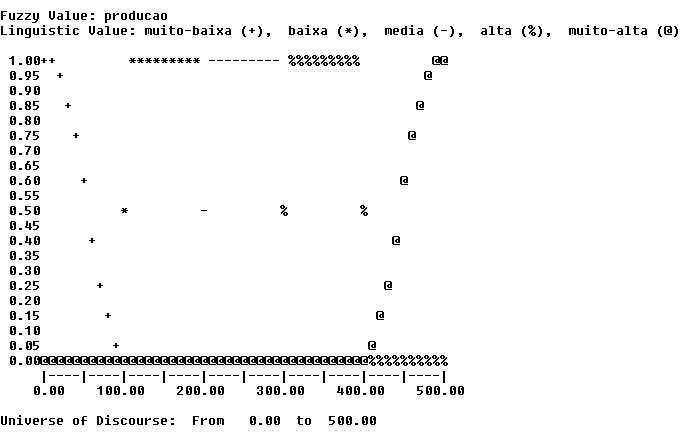 Fuzzy Value: producao
Linguistic Value: muito-baixa (+),  baixa (*),  media (-),  alta (%),  muito-alta (@)
 1.00++         ********* --------- %%%%%%%%%         @@
 0.95  +                                             @
 0.90
 0.85   +                                           @
 0.80
 0.75    +                                         @
 0.70
 0.65
 0.60     +                                       @
 0.55
 0.50          *         -         %         %
 0.45
 0.40      +                                     @
 0.35
 0.30
 0.25       +                                   @
 0.20
 0.15        +                                 @
 0.10
 0.05         +                               @
 0.00@@@@@@@@@@@@@@@@@@@@@@@@@@@@@@@@@@@@@@@@@%%%%%%%%%%
     |----|----|----|----|----|----|----|----|----|----|
    0.00     100.00    200.00    300.00    400.00    500.00
Universe of Discourse:  From   0.00  to  500.00